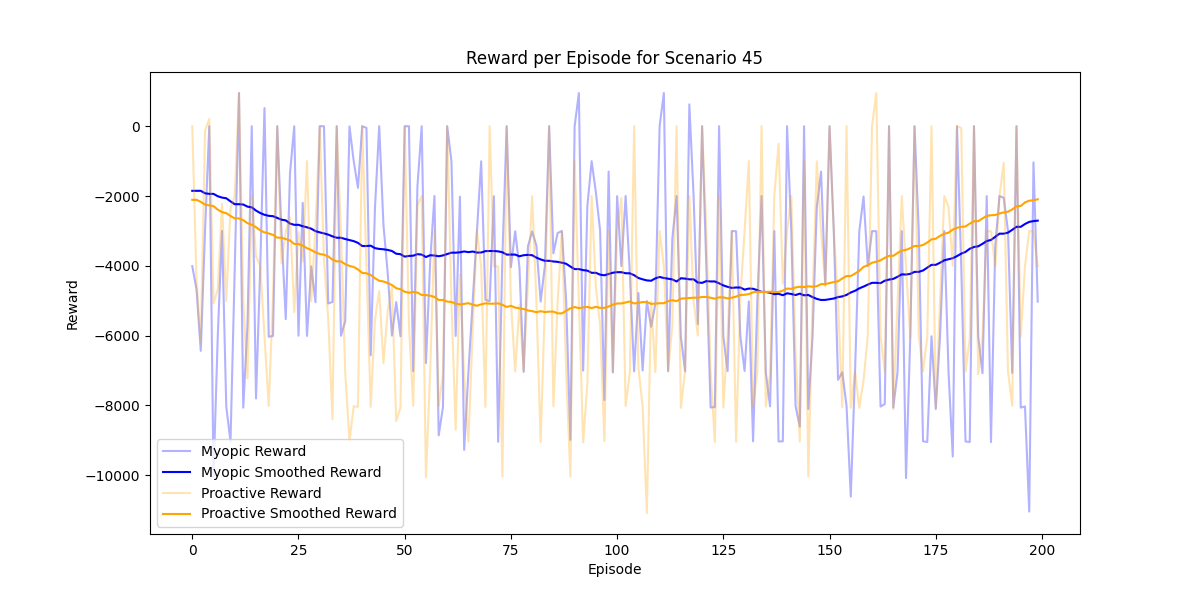 Reward per Episode for Scenario 45
Reward
0
−2000
−4000
−6000
−8000
−10000
Myopic Reward
Myopic Smoothed Reward
Proactive Reward
Proactive Smoothed Reward
0 25 50 75 100 125 150 175 200
Episode